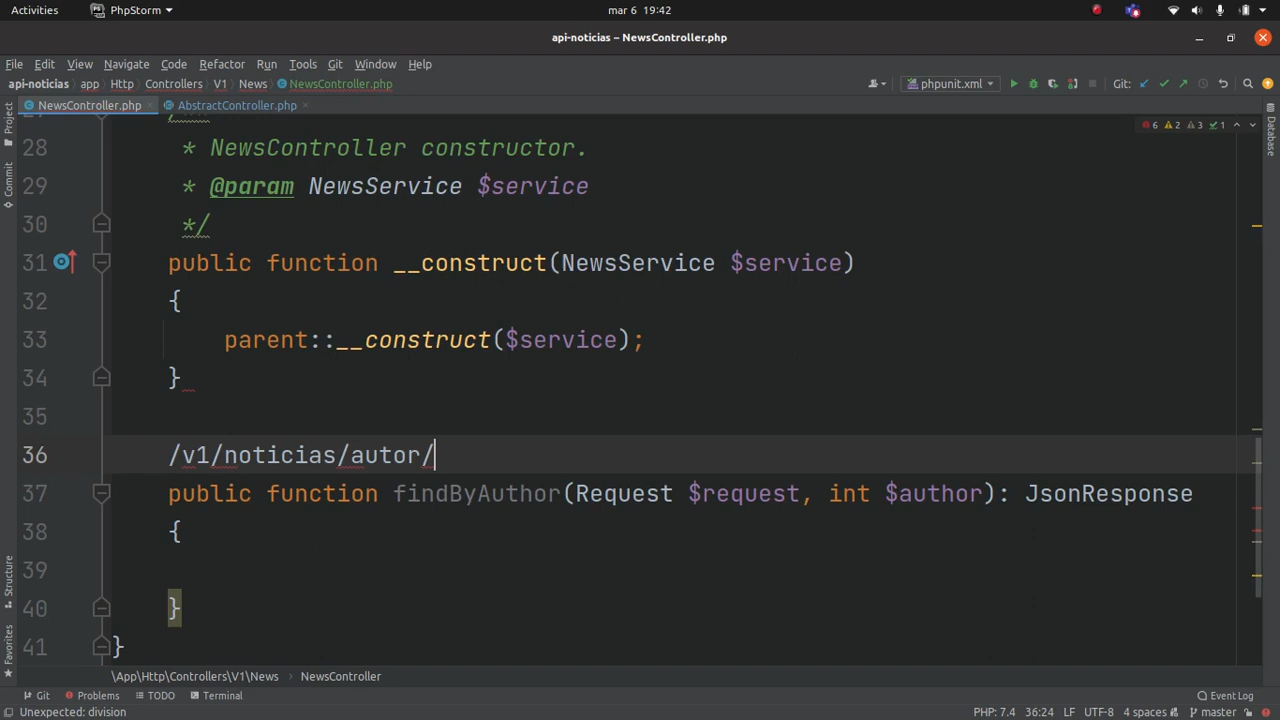 Activities PhpStorm mar 6 19:42
api-noticias – NewsController.php
File Edit View Navigate Code Refactor Run Tools Git Window Help
api-noticias app Http Controllers V1 News NewsController.php phpunit.xml Git:
NewsController.php AbstractController.php
Project
Commit
Structure
Favorites
Database
6 2 3 1
28 * NewsController constructor.
29 * @param NewsService $service
30 */
31 public function __construct(NewsService $service)
32 {
33 parent::__construct($service);
34 }
35
36 /v1/noticias/autor/
37 public function findByAuthor(Request $request, int $author): JsonResponse
38 {
39
40 }
41 }
\App\Http\Controllers\V1\News NewsController
Git Problems TODO Terminal Event Log
Unexpected: division PHP: 7.4 36:24 LF UTF-8 4 spaces master